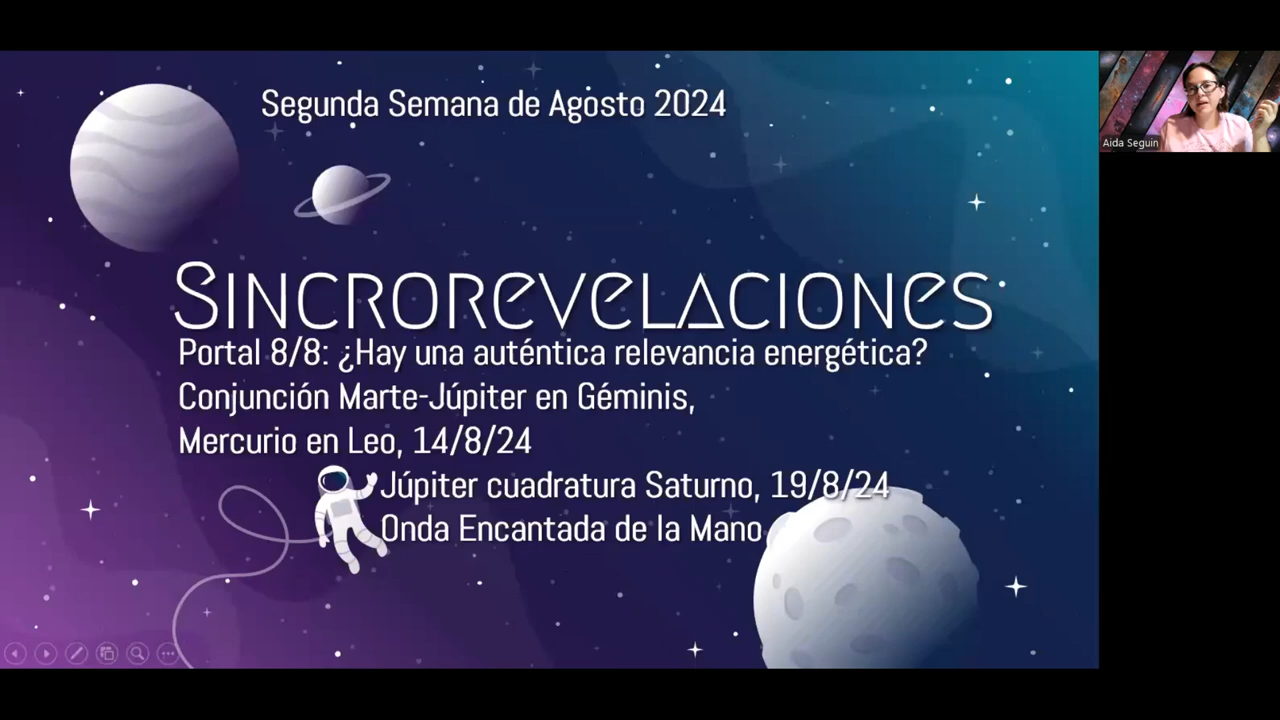 Segunda Semana de Agosto 2024
Aida Seguin
SINCROREVELACIONES
Portal 8/8: ¿Hay una auténtica relevancia energética?
Conjunción Marte-Júpiter en Géminis,
Mercurio en Leo, 14/8/24
Júpiter cuadratura Saturno, 19/8/24
Onda Encantada de la Mano